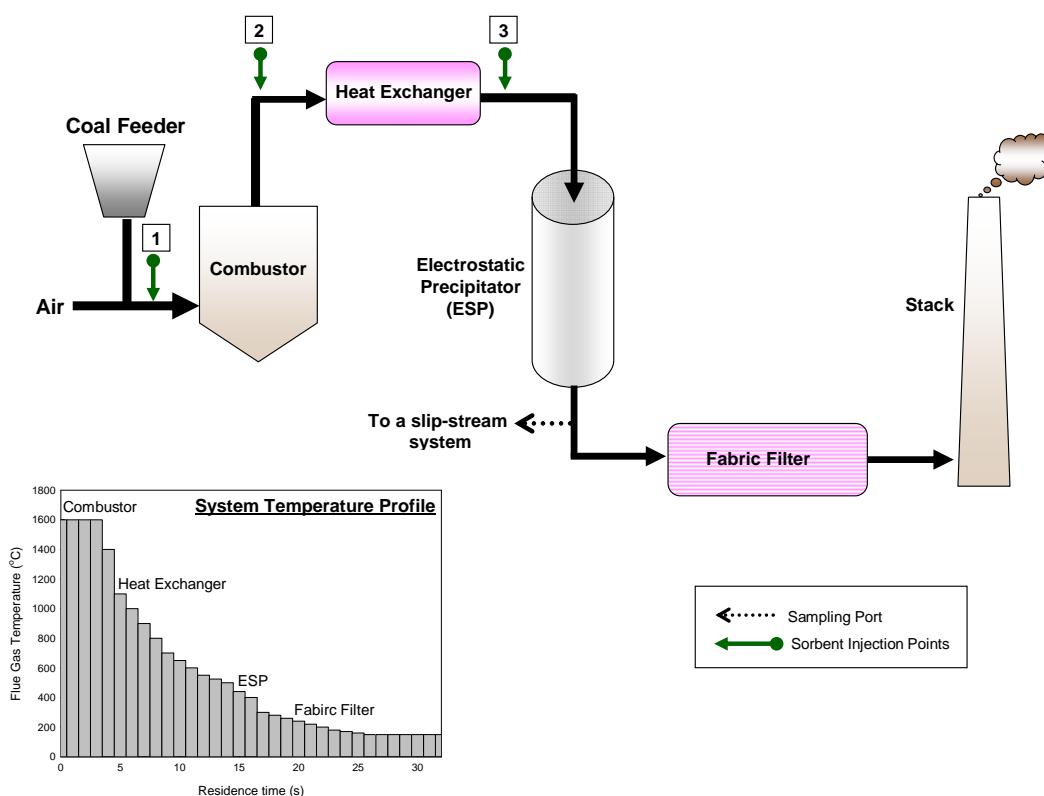 2
3
Heat Exchanger
Coal Feeder
1
Combustor
Air
Electrostatic
Precipitator
(ESP)
Stack
To a slip-stream
system
Fabric Filter
System Temperature Profile
Combustor
Heat Exchanger
ESP
Fabirc Filter
Flue Gas Temperature (°C)
1800
1600
1400
1200
1000
800
600
400
200
0
0 5 10 15 20 25 30
Residence time (s)
Sampling Port
Sorbent Injection Points